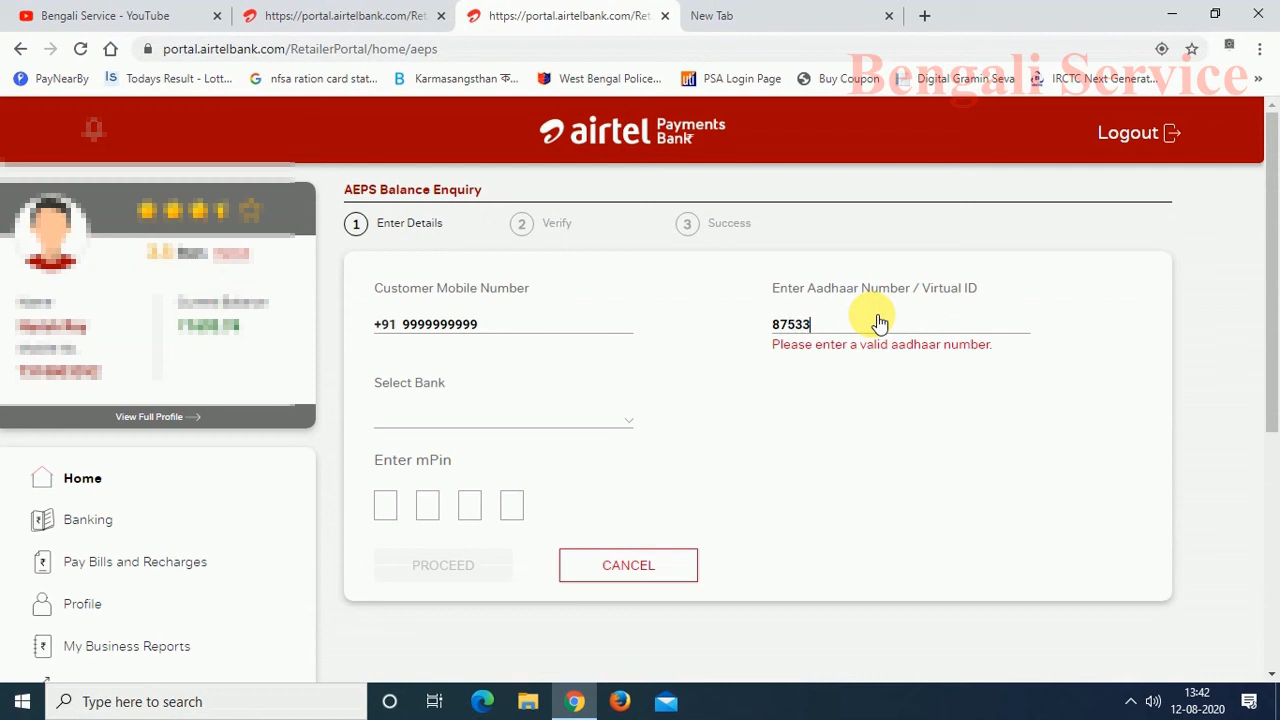 Bengali Service - YouTube
https://portal.airtelbank.com/Ret
https://portal.airtelbank.com/Ret
New Tab
portal.airtelbank.com/RetailerPortal/home/aeps
PayNearBy
Todays Result - Lott...
nfsa ration card stat...
Karmasangsthan ক...
West Bengal Police...
PSA Login Page
Buy Coupon
Digital Gramin Seva
IRCTC Next Generat...
»
Bengali Service
airtel Payments Bank
Logout
View Full Profile
Home
Banking
Pay Bills and Recharges
Profile
My Business Reports
AEPS Balance Enquiry
1 Enter Details
2 Verify
3 Success
Customer Mobile Number
+91 9999999999
Enter Aadhaar Number / Virtual ID
87533
Please enter a valid aadhaar number.
Select Bank
Enter mPin
PROCEED
CANCEL
Type here to search
13:42
12-08-2020